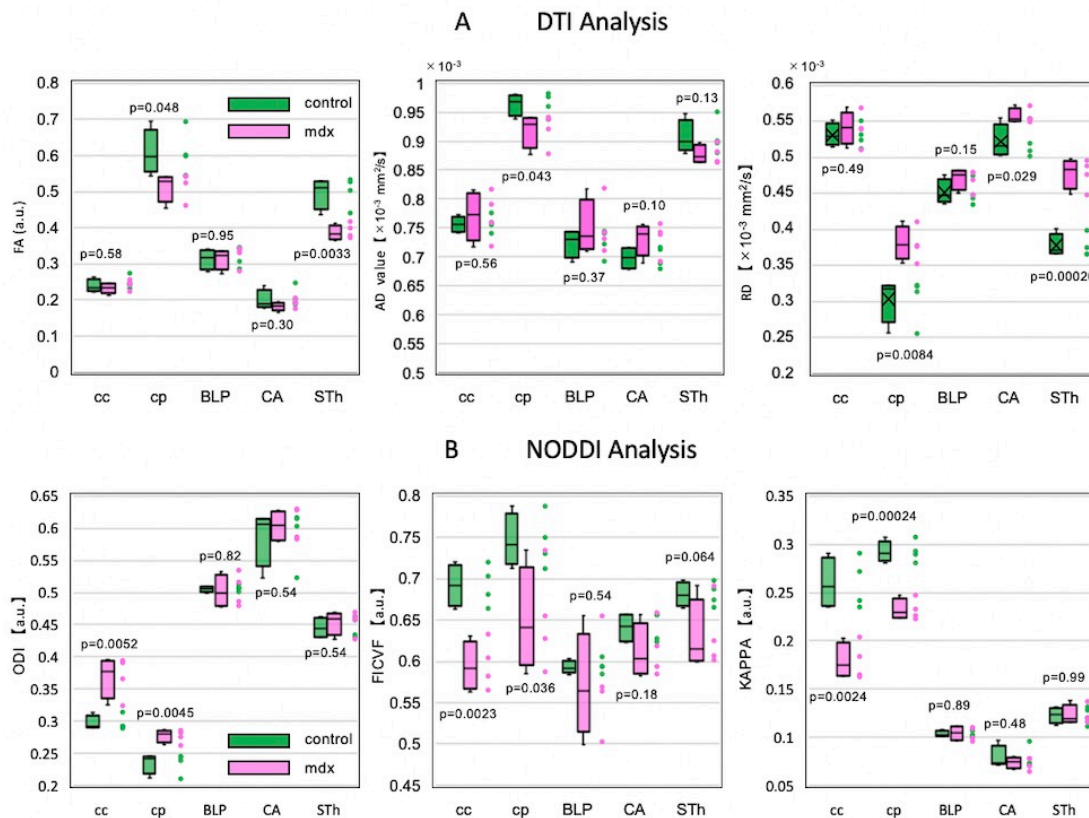 A DTI Analysis
FA (a.u.)
0.8
0.7
0.6
0.5
0.4
0.3
0.2
0.1
0
control
mdx
p=0.048
p=0.58
p=0.95
p=0.0033
p=0.30
cc cp BLP CA STh
×10⁻³
AD value [×10⁻³ mm²/s]
1
0.95
0.9
0.85
0.8
0.75
0.7
0.65
0.6
0.55
0.5
p=0.13
p=0.043
p=0.10
p=0.56
p=0.37
cc cp BLP CA STh
×10⁻³
RD [×10⁻³ mm²/s]
0.6
0.55
0.5
0.45
0.4
0.35
0.3
0.25
0.2
p=0.15
p=0.49
p=0.029
p=0.00020
p=0.0084
cc cp BLP CA STh
B NODDI Analysis
ODI [a.u.]
0.65
0.6
0.55
0.5
0.45
0.4
0.35
0.3
0.25
0.2
p=0.82
p=0.54
p=0.0052
p=0.54
p=0.0045
control
mdx
cc cp BLP CA STh
FICVF [a.u.]
0.8
0.7
0.65
0.6
0.5
0.45
p=0.064
p=0.54
p=0.036
p=0.18
p=0.0023
cc cp BLP CA STh
KAPPA [a.u.]
0.35
0.3
0.25
0.2
0.15
0.1
0.05
p=0.00024
p=0.0024
p=0.99
p=0.89
p=0.48
cc cp BLP CA STh